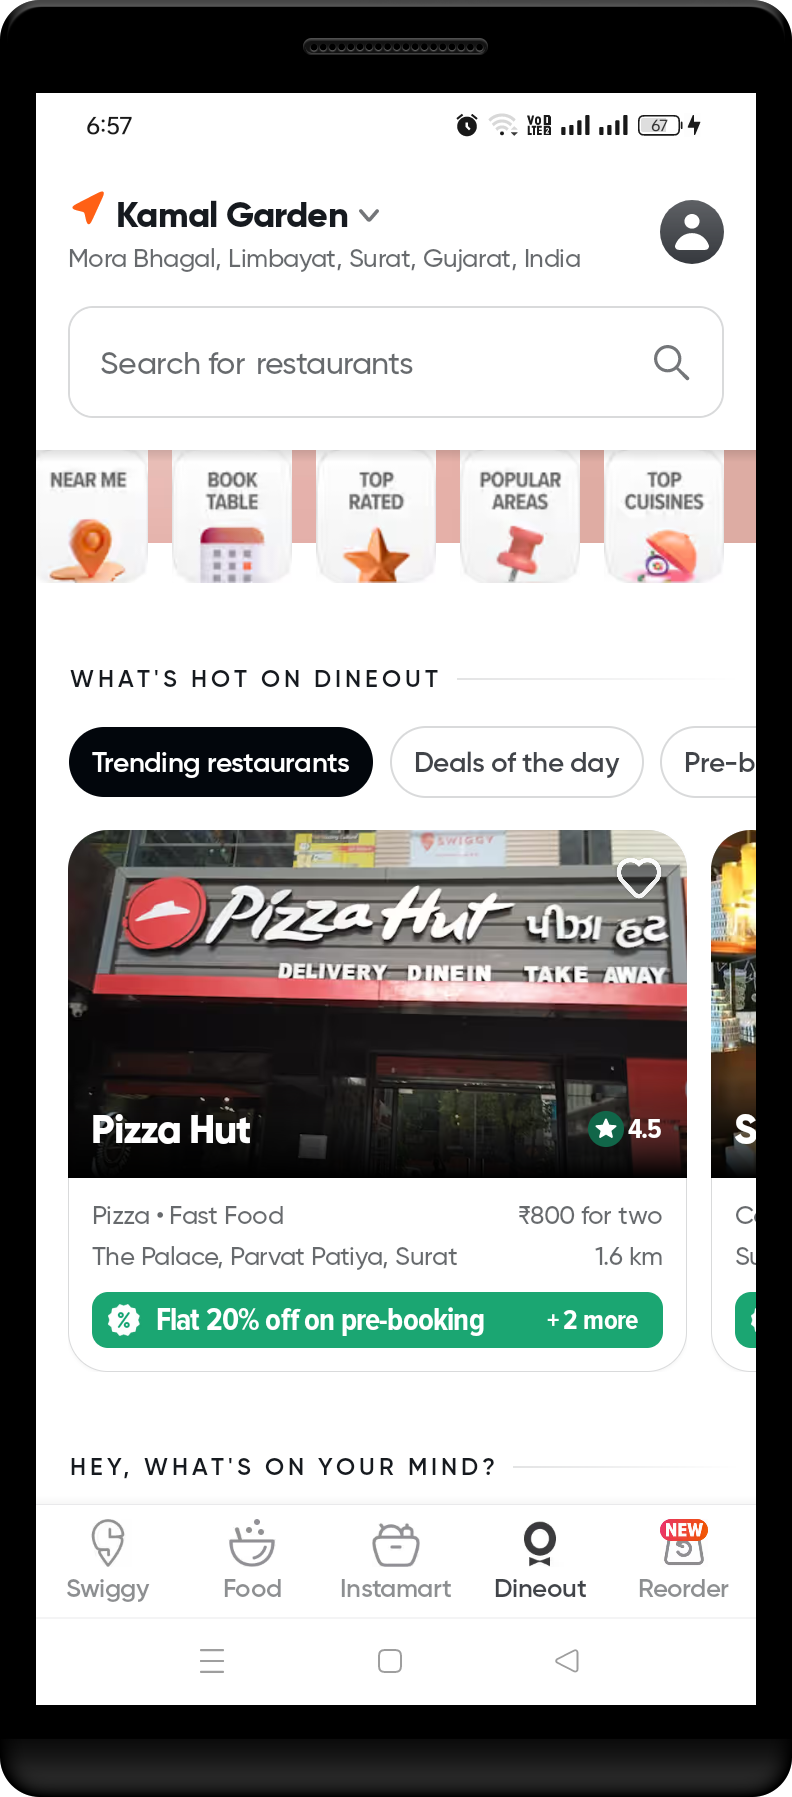 6:57
VoD
LTE2
67
Kamal Garden
Mora Bhagal, Limbayat, Surat, Gujarat, India
Search for restaurants
NEAR ME
BOOK
TABLE
TOP
RATED
POPULAR
AREAS
TOP
CUISINES
WHAT'S HOT ON DINEOUT
Trending restaurants
Deals of the day
Pre-b
SWIGGY
Pizza Hut પીઝા હટ
DELIVERY DINEIN TAKE AWAY
Pizza Hut
4.5
S
Pizza • Fast Food
₹800 for two
The Palace, Parvat Patiya, Surat
1.6 km
Su
Flat 20% off on pre-booking
+ 2 more
HEY, WHAT'S ON YOUR MIND?
NEW
Swiggy
Food
Instamart
Dineout
Reorder